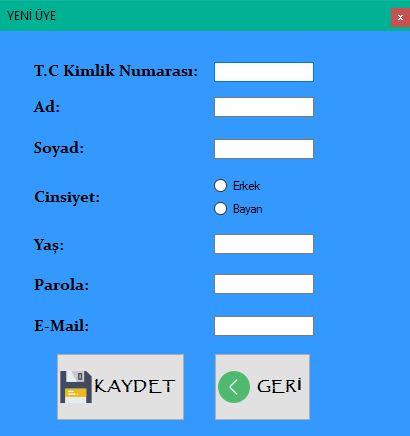 YENİ ÜYE
x
T.C Kimlik Numarası:
Ad:
Soyad:
Cinsiyet:
Erkek
Bayan
Yaş:
Parola:
E-Mail:
KAYDET
GERİ